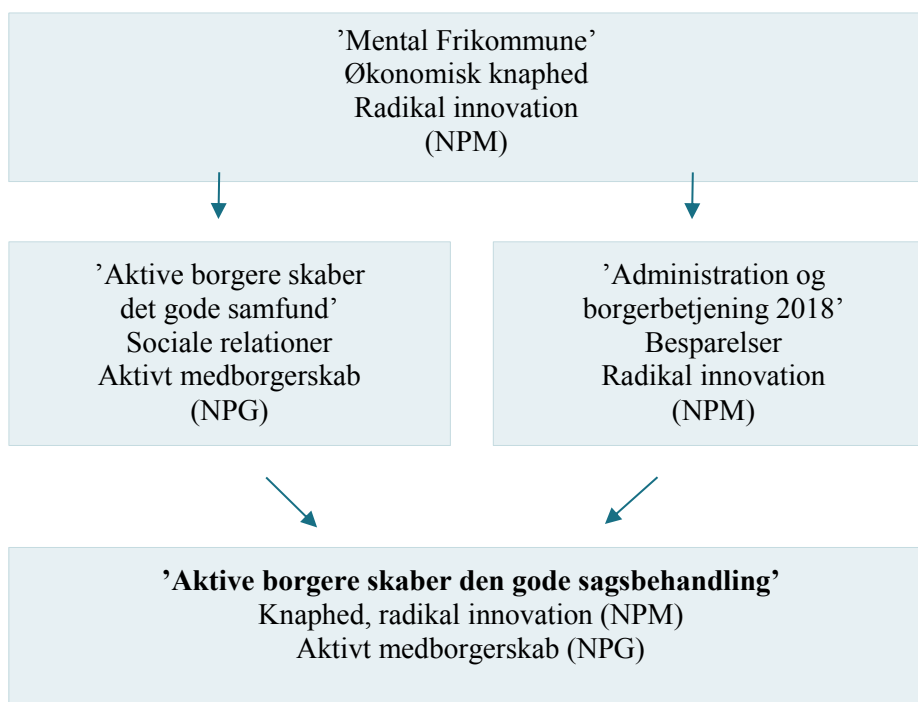 ’Mental Frikommune’
Økonomisk knaphed
Radikal innovation
(NPM)
’Aktive borgere skaber
det gode samfund’
Sociale relationer
Aktivt medborgerskab
(NPG)
’Administration og
borgerbetjening 2018’
Besparelser
Radikal innovation
(NPM)
’Aktive borgere skaber den gode sagsbehandling’
Knaphed, radikal innovation (NPM)
Aktivt medborgerskab (NPG)